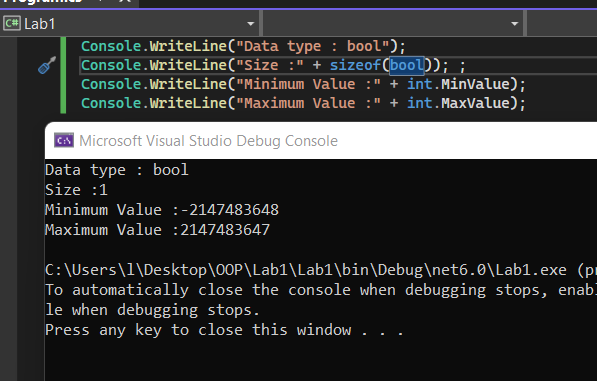 Lab1
Console.WriteLine("Data type : bool");
Console.WriteLine("Size :" + sizeof(bool)); ;
Console.WriteLine("Minimum Value :" + int.MinValue);
Console.WriteLine("Maximum Value :" + int.MaxValue);
Microsoft Visual Studio Debug Console
Data type : bool
Size :1
Minimum Value :-2147483648
Maximum Value :2147483647
C:\Users\l\Desktop\OOP\Lab1\Lab1\bin\Debug\net6.0\Lab1.exe
To automatically close the console when debugging stops,
le when debugging stops.
Press any key to close this window . . .